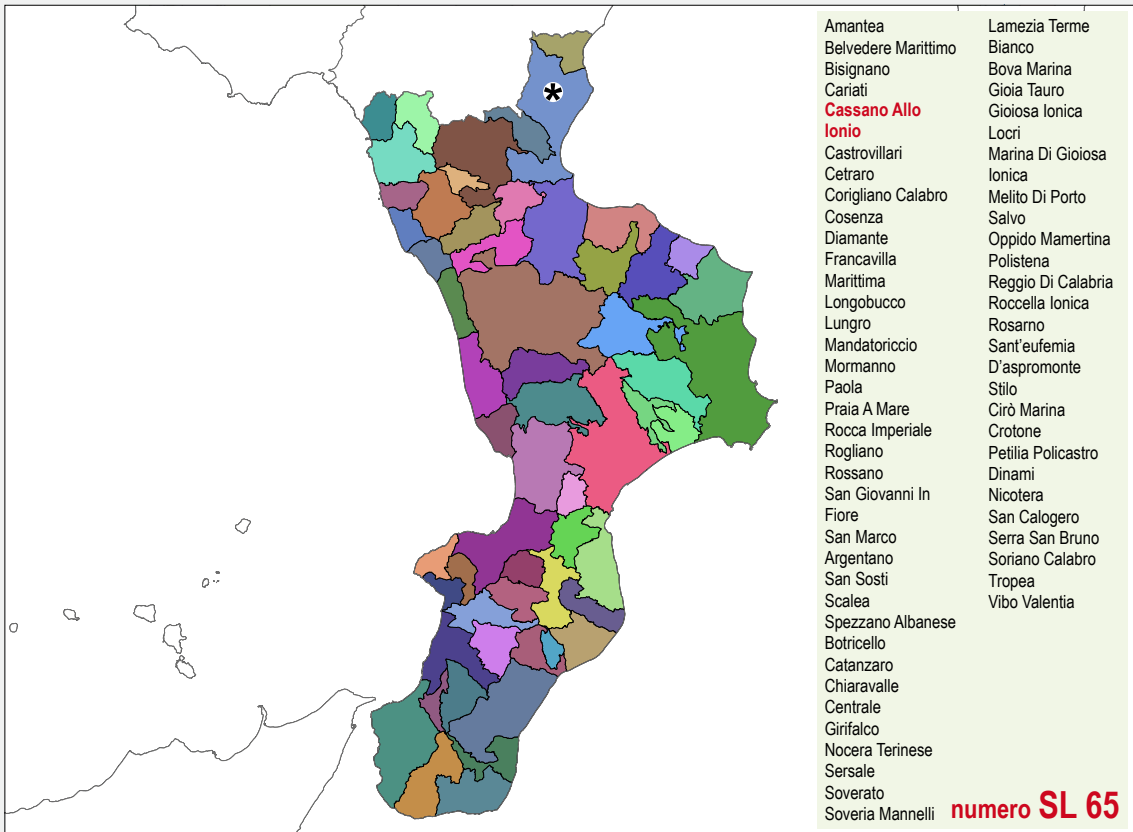 Amantea
Belvedere Marittimo
Bisignano
Cariati
Cassano Allo
Ionio
Castrovillari
Cetraro
Corigliano Calabro
Cosenza
Diamante
Francavilla
Marittima
Longobucco
Lungro
Mandatoriccio
Mormanno
Paola
Praia A Mare
Rocca Imperiale
Rogliano
Rossano
San Giovanni In
Fiore
San Marco
Argentano
San Sosti
Scalea
Spezzano Albanese
Botricello
Catanzaro
Chiaravalle
Centrale
Girifalco
Nocera Terinese
Sersale
Soverato
Soveria Mannelli
Lamezia Terme
Bianco
Bova Marina
Gioia Tauro
Gioiosa Ionica
Locri
Marina Di Gioiosa
Ionica
Melito Di Porto
Salvo
Oppido Mamertina
Polistena
Reggio Di Calabria
Roccella Ionica
Rosarno
Sant'eufemia
D'aspromonte
Stilo
Cirò Marina
Crotone
Petilia Policastro
Dinami
Nicotera
San Calogero
Serra San Bruno
Soriano Calabro
Tropea
Vibo Valentia
numero SL 65
*